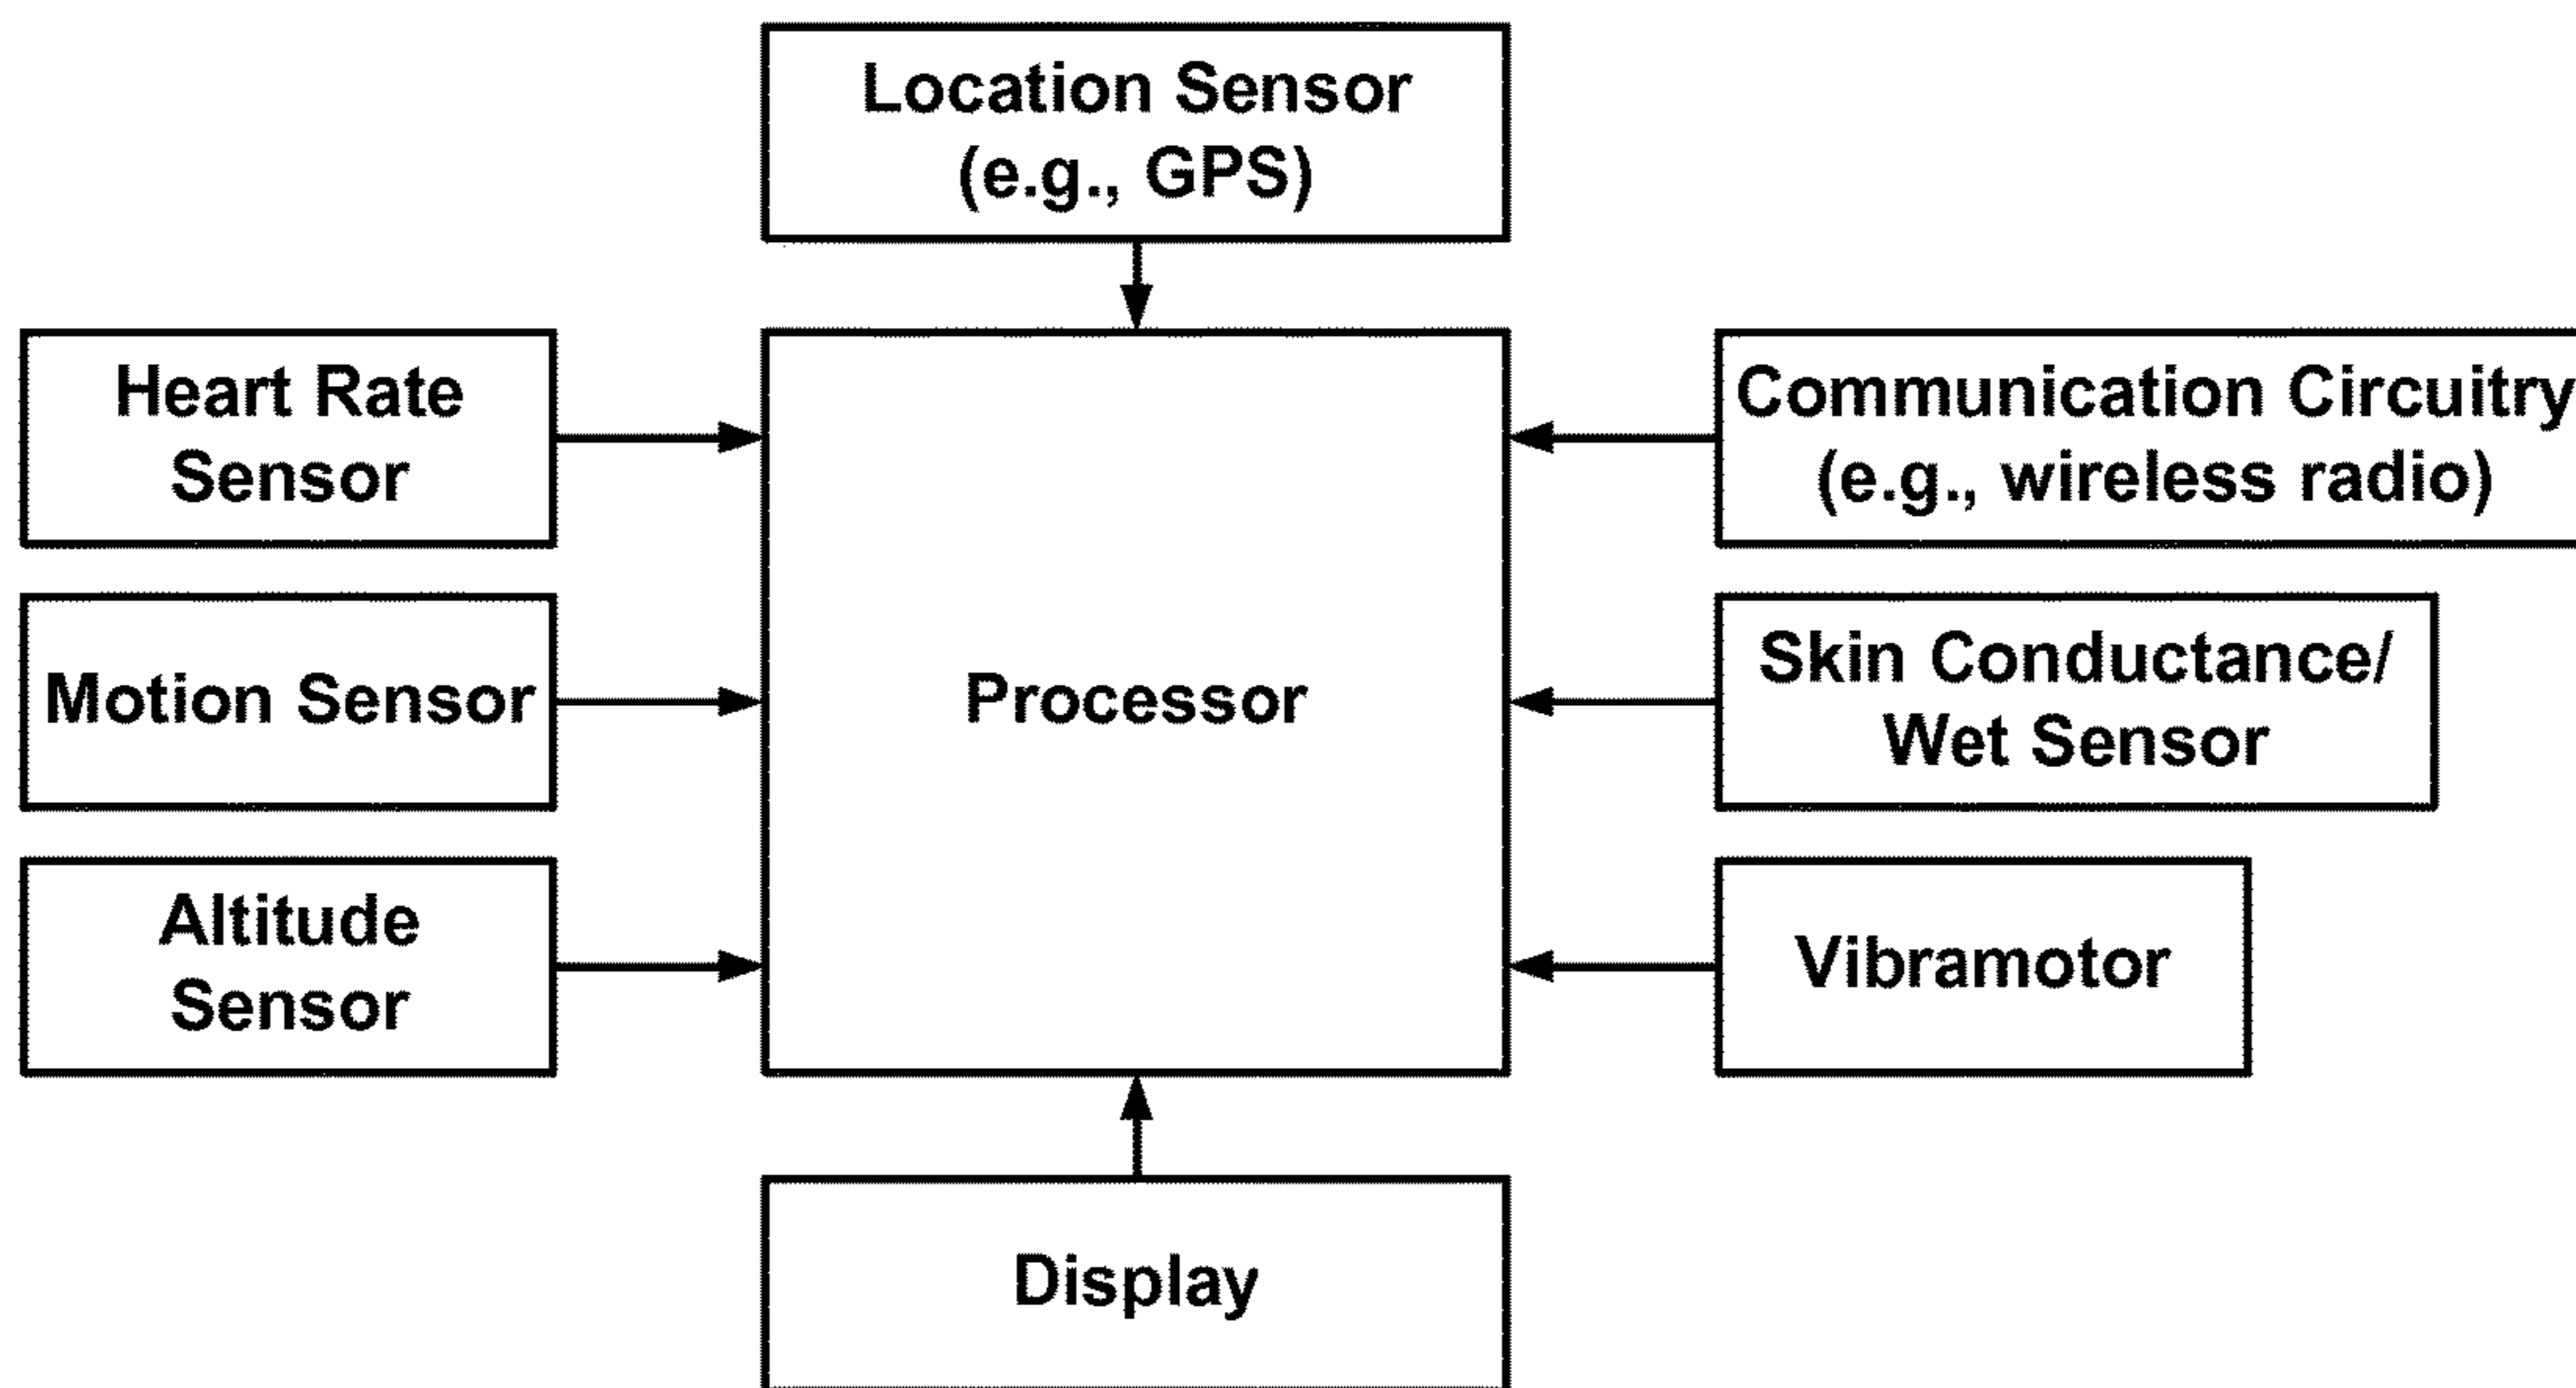 Location Sensor
(e.g., GPS)
Heart Rate
Sensor
Communication Circuitry
(e.g., wireless radio)
Motion Sensor
Processor
Skin Conductance/
Wet Sensor
Altitude
Sensor
Vibramotor
Display